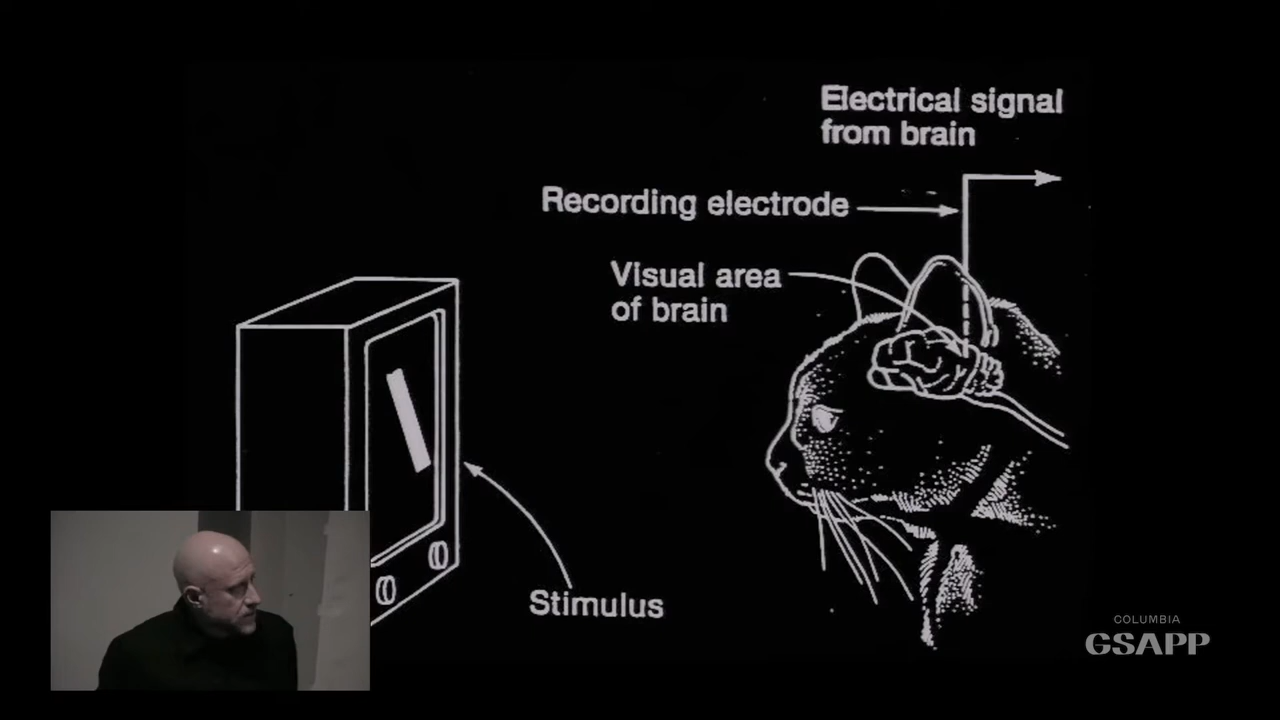 Electrical signal
from brain
Recording electrode
Visual area
of brain
Stimulus
COLUMBIA
GSAPP